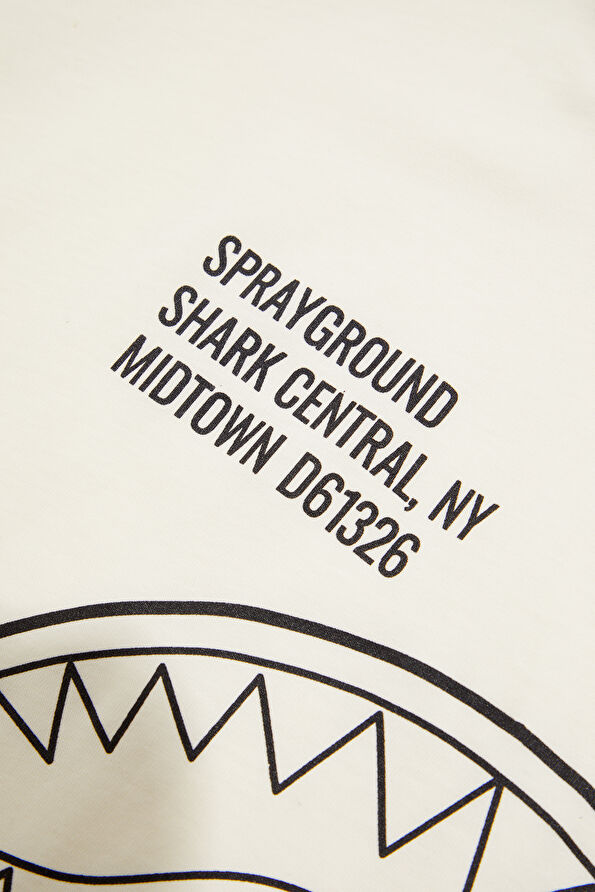 SPRAYGROUND
SHARK CENTRAL, NY
MIDTOWN D61326